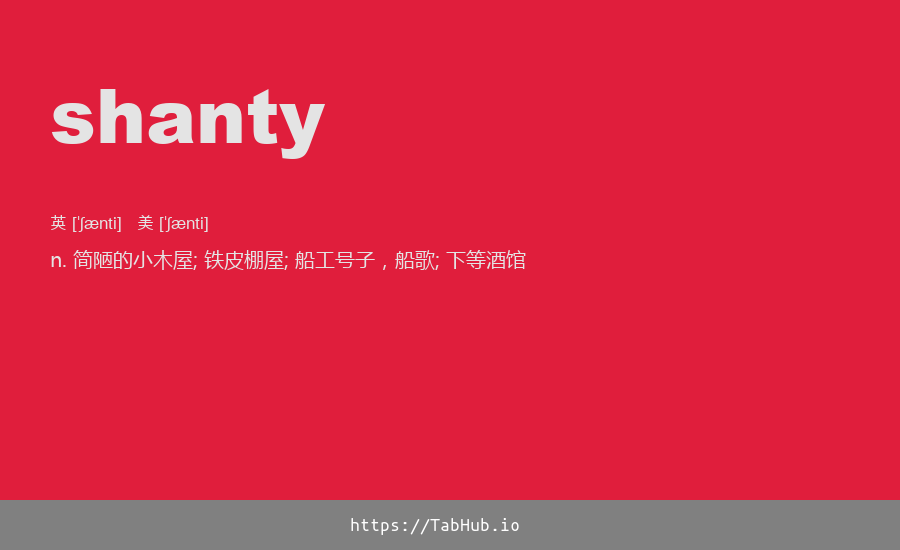 shanty
英 [ˈʃænti] 美 [ˈʃænti]
n. 简陋的小木屋; 铁皮棚屋; 船工号子，船歌; 下等酒馆
https://TabHub.io